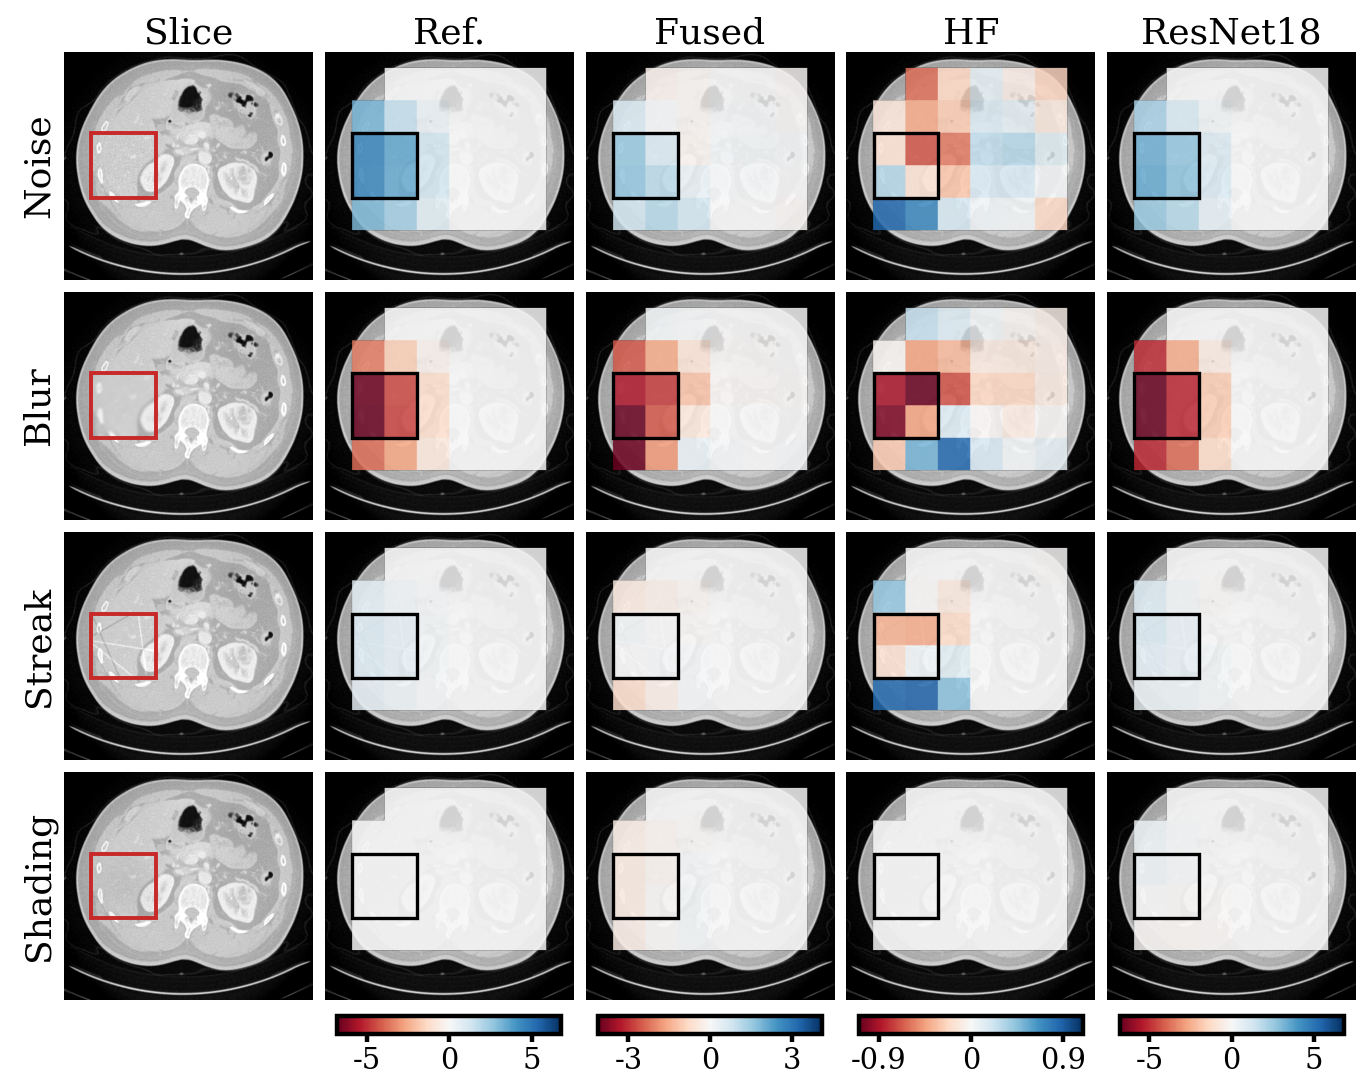 Slice Ref. Fused HF ResNet18
Noise
Blur
Streak
Shading
-5 0 5 -3 0 3 -0.9 0 0.9 -5 0 5